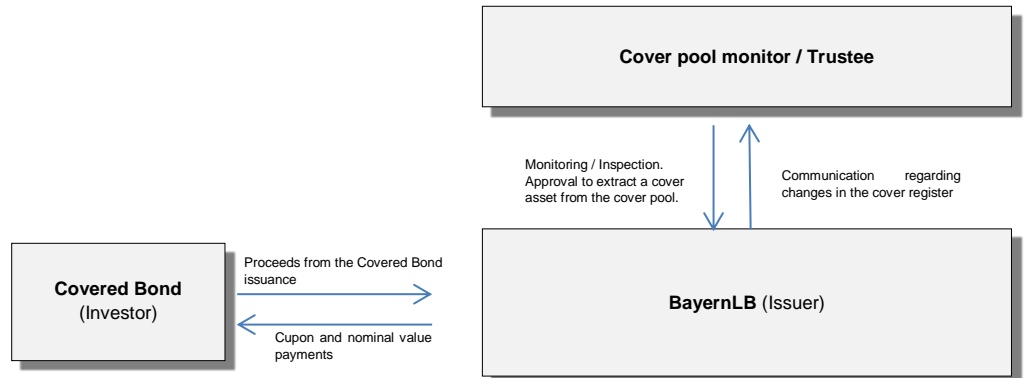 Cover pool monitor / Trustee
Monitoring / Inspection.
Approval to extract a cover
asset from the cover pool.
Communication regarding
changes in the cover register
Covered Bond
(Investor)
Proceeds from the Covered Bond
issuance
Cupon and nominal value
payments
BayernLB (Issuer)